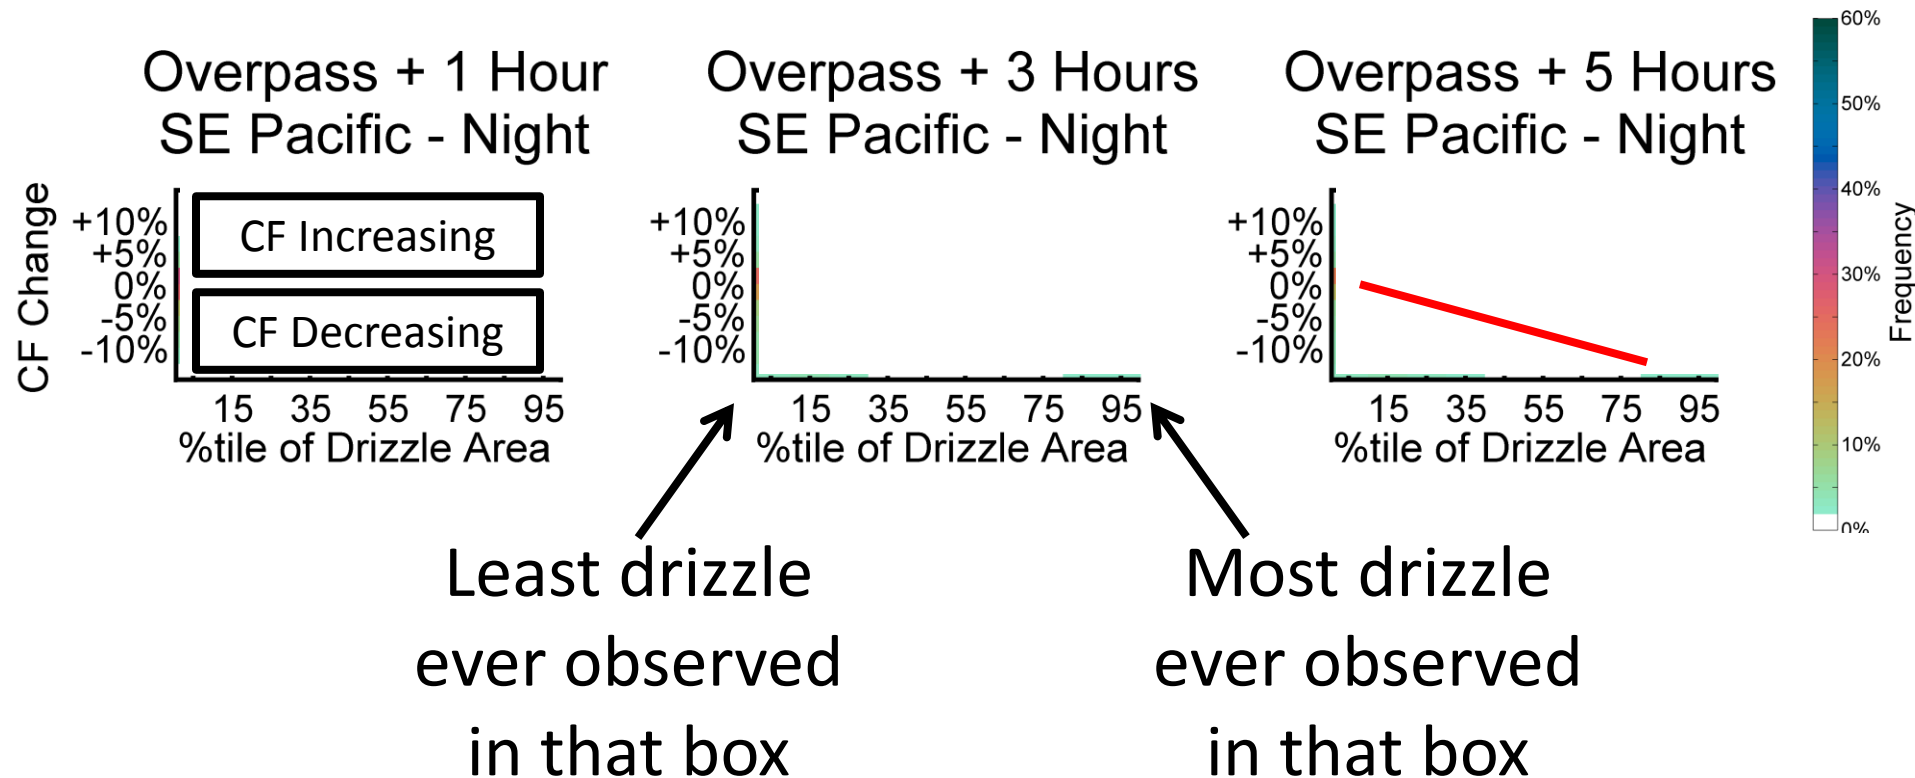 Overpass + 1 Hour
SE Pacific - Night
Overpass + 3 Hours
SE Pacific - Night
Overpass + 5 Hours
SE Pacific - Night
CF Change
+10%
+5%
0%
-5%
-10%
CF Increasing
CF Decreasing
15 35 55 75 95
%tile of Drizzle Area
+10%
+5%
0%
-5%
-10%
15 35 55 75 95
%tile of Drizzle Area
+10%
+5%
0%
-5%
-10%
15 35 55 75 95
%tile of Drizzle Area
60%
50%
40%
30%
20%
10%
0%
Frequency
Least drizzle
ever observed
in that box
Most drizzle
ever observed
in that box